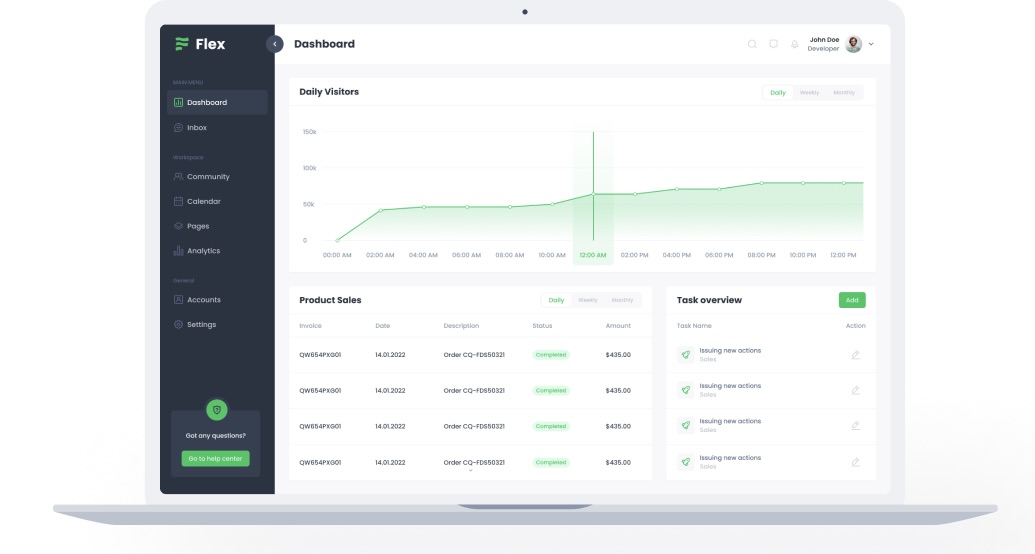 Flex
Dashboard
John Doe
Developer
MAIN MENU
Dashboard
Inbox
Workspace
Community
Calendar
Pages
Analytics
General
Accounts
Settings
Got any questions?
Go to help center
Daily Visitors
Daily Weekly Monthly
150k
100k
50k
0
00:00 AM 02:00 AM 04:00 AM 06:00 AM 08:00 AM 10:00 AM 12:00 AM 02:00 PM 04:00 PM 06:00 PM 08:00 PM 10:00 PM 12:00 PM
Product Sales
Daily Weekly Monthly
Invoice Date Description Status Amount
QW654PXG01 14.01.2022 Order CQ-FDS50321 Completed $435.00
QW654PXG01 14.01.2022 Order CQ-FDS50321 Completed $435.00
QW654PXG01 14.01.2022 Order CQ-FDS50321 Completed $435.00
QW654PXG01 14.01.2022 Order CQ-FDS50321 Completed $435.00
Task overview
Add
Task Name Action
Issuing new actions
Sales
Issuing new actions
Sales
Issuing new actions
Sales
Issuing new actions
Sales